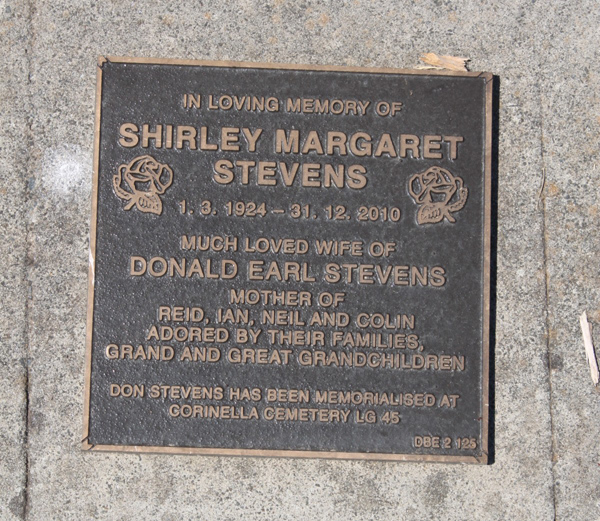 IN LOVING MEMORY OF
SHIRLEY MARGARET
STEVENS
1. 3. 1924 – 31. 12. 2010
MUCH LOVED WIFE OF
DONALD EARL STEVENS
MOTHER OF
REID, IAN, NEIL AND COLIN
ADORED BY THEIR FAMILIES,
GRAND AND GREAT GRANDCHILDREN
DON STEVENS HAS BEEN MEMORIALISED AT
CORINELLA CEMETERY LG 45
DBE 2 125